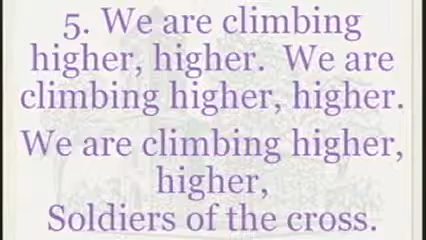 5. We are climbing
higher, higher.  We are
climbing higher, higher.
We are climbing higher,
higher,
Soldiers of the cross.